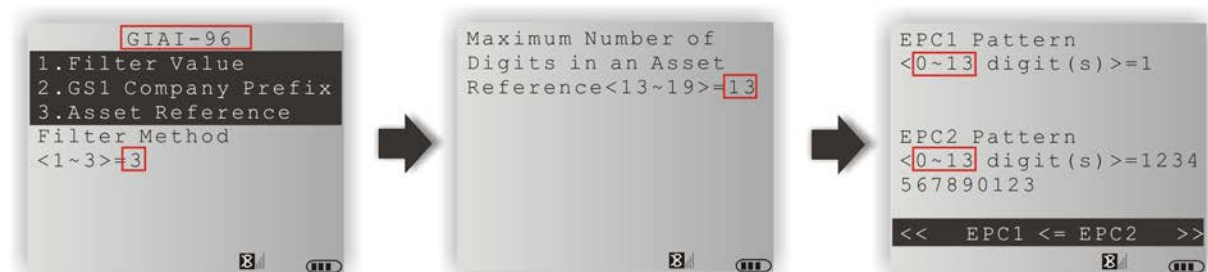 GIAI-96
1.Filter Value
2.GS1 Company Prefix
3.Asset Reference
Filter Method
<1~3>=3
Maximum Number of
Digits in an Asset
Reference<13~19>=13
EPC1 Pattern
<0~13 digit(s)>=1
EPC2 Pattern
<0~13 digit(s)>=1234
567890123
<< EPC1 <= EPC2 >>